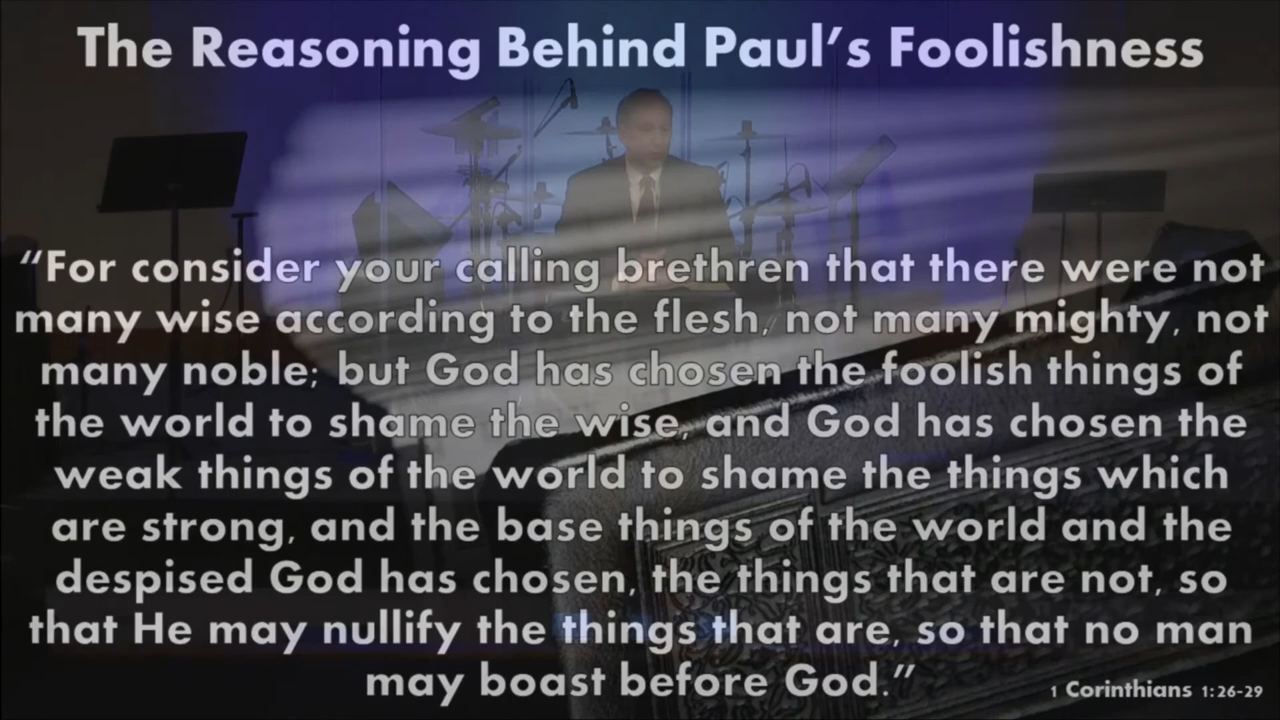 The Reasoning Behind Paul's Foolishness
“For consider your calling brethren that there were not
many wise according to the flesh, not many mighty, not
many noble; but God has chosen the foolish things of
the world to shame the wise, and God has chosen the
weak things of the world to shame the things which
are strong, and the base things of the world and the
despised God has chosen, the things that are not, so
that He may nullify the things that are, so that no man
may boast before God.”
1 Corinthians 1:26-29